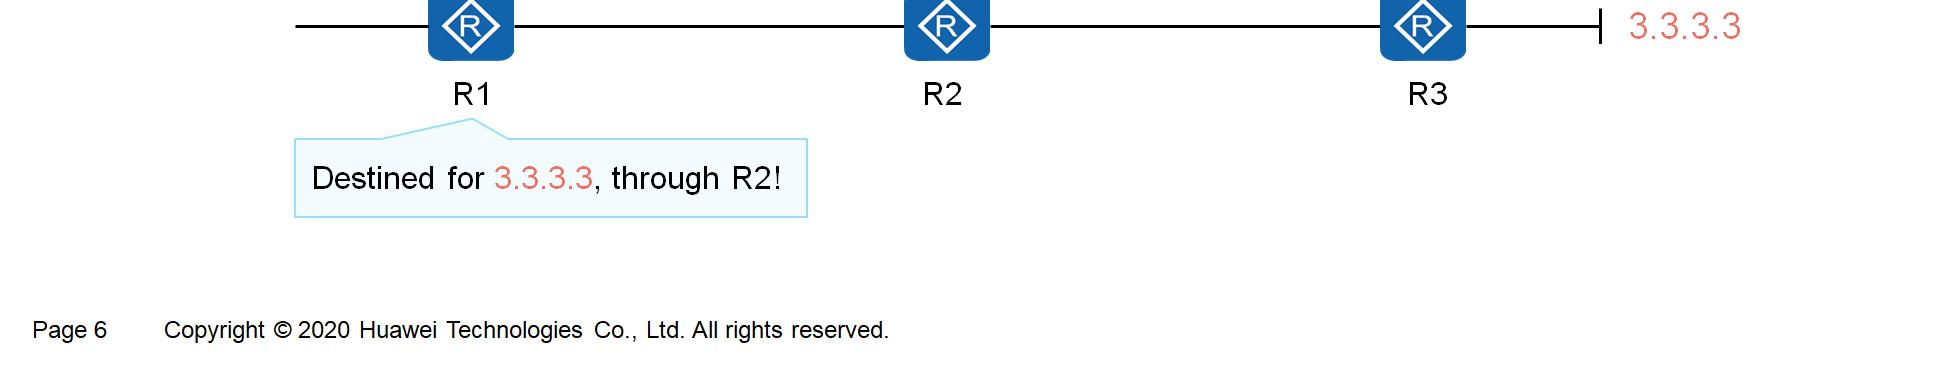 R R R 3.3.3.3
R1 R2 R3
Destined for 3.3.3.3, through R2!
Page 6 Copyright © 2020 Huawei Technologies Co., Ltd. All rights reserved.